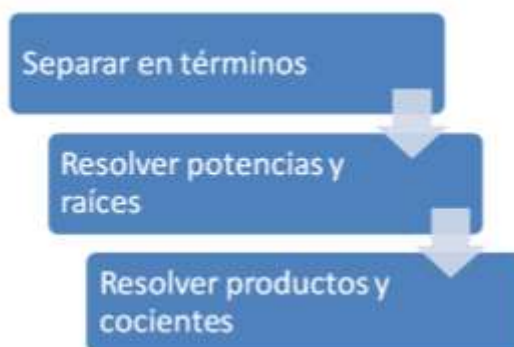 Separar en términos
Resolver potencias y
raíces
Resolver productos y
cocientes